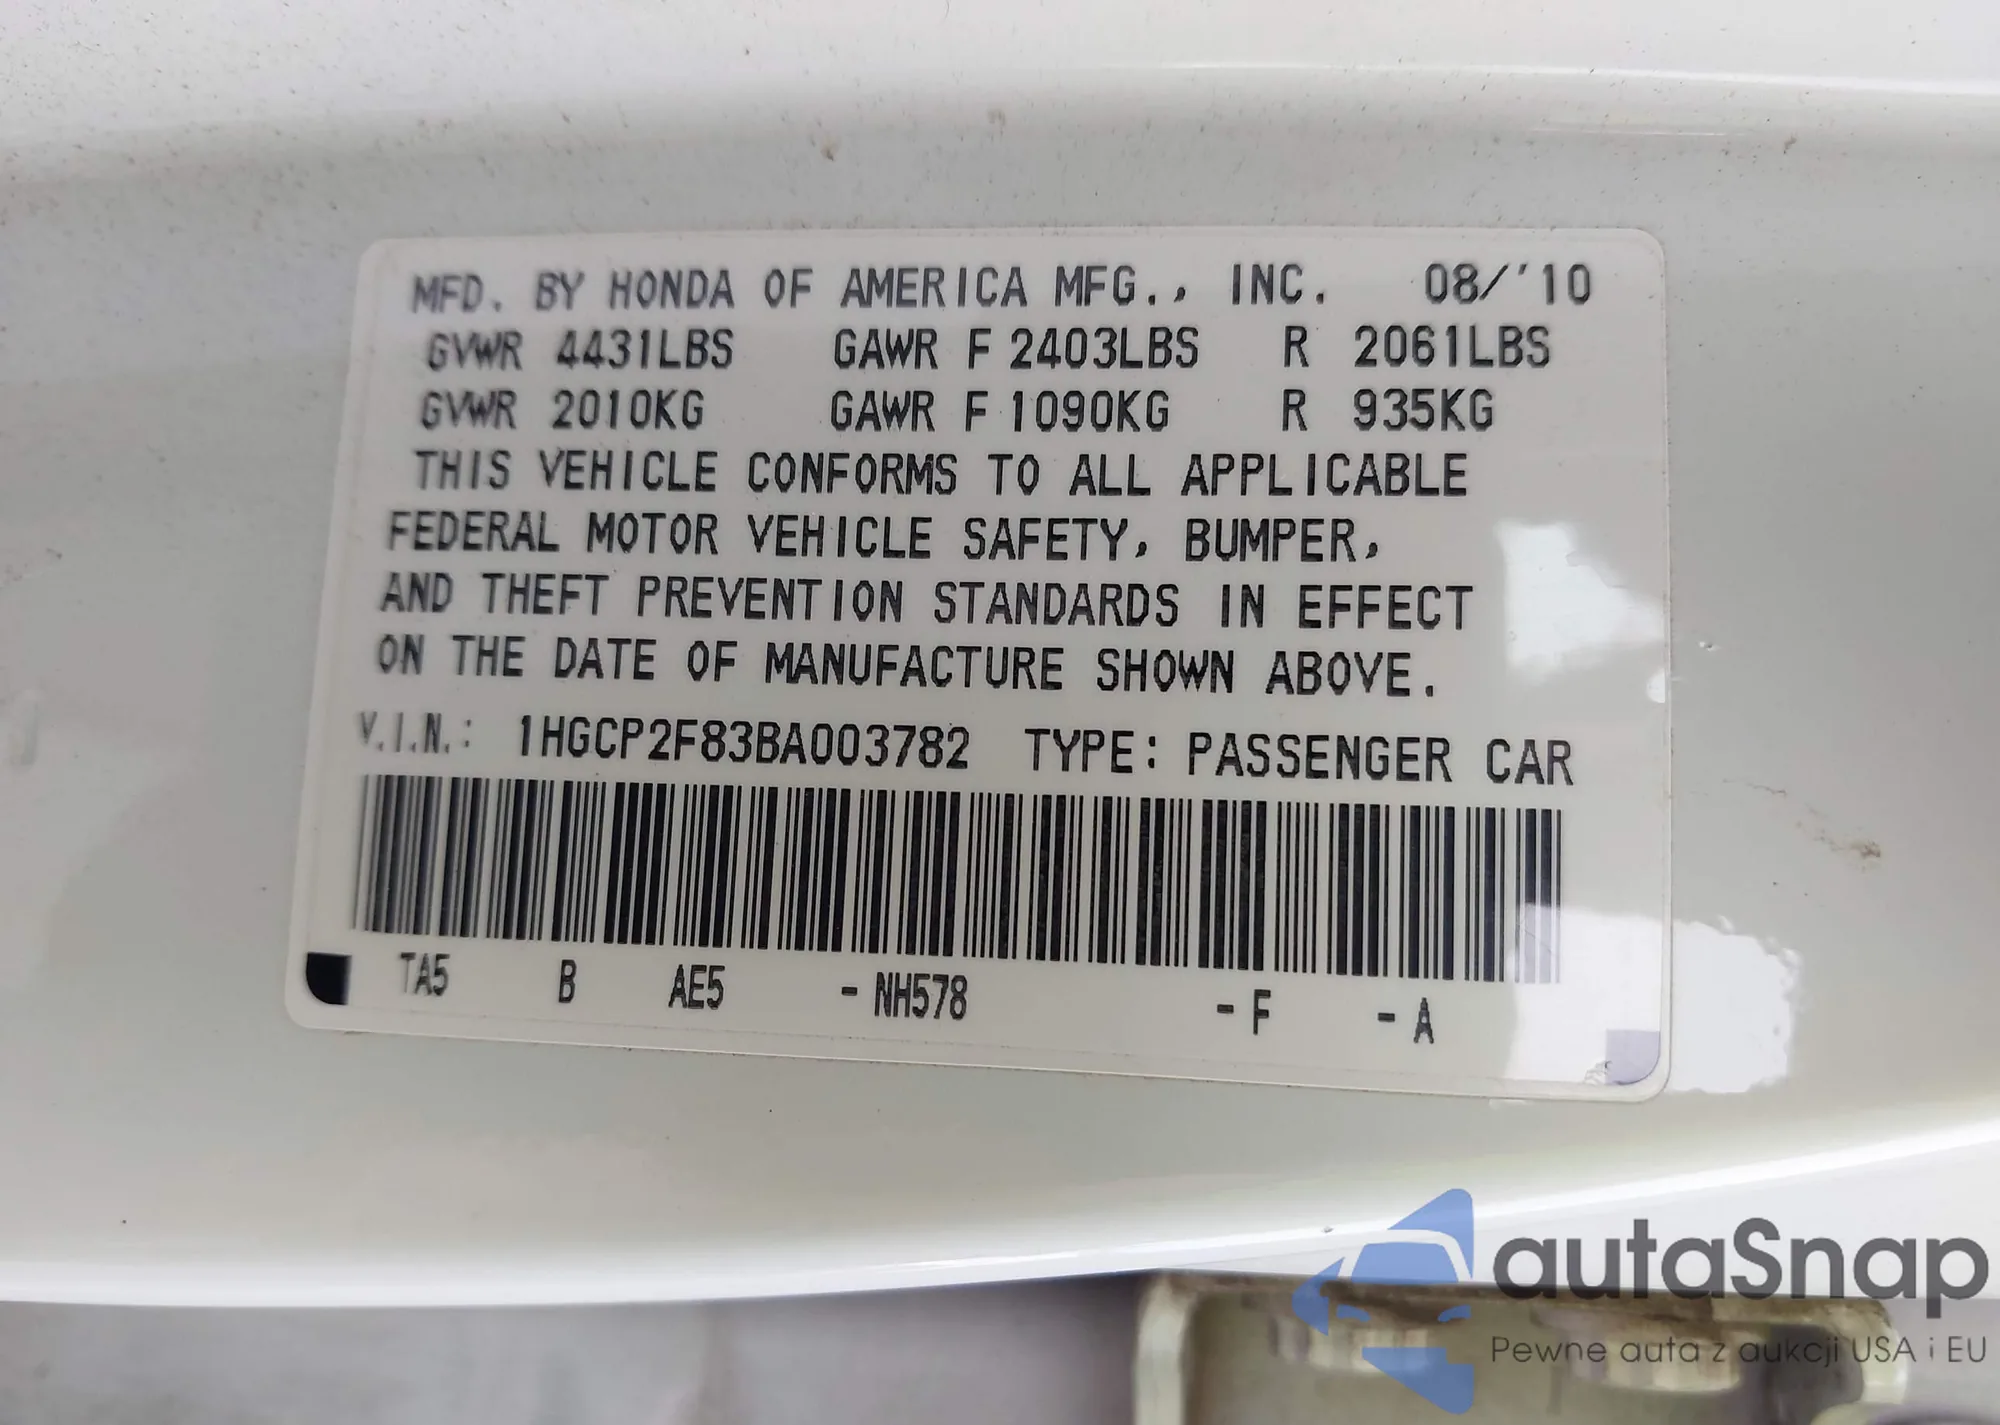 MFD. BY HONDA OF AMERICA MFG., INC. 08/'10
GVWR 4431LBS GAWR F 2403LBS R 2061LBS
GVWR 2010KG GAWR F 1090KG R 935KG
THIS VEHICLE CONFORMS TO ALL APPLICABLE
FEDERAL MOTOR VEHICLE SAFETY, BUMPER,
AND THEFT PREVENTION STANDARDS IN EFFECT
ON THE DATE OF MANUFACTURE SHOWN ABOVE.
V.I.N.: 1HGCP2F83BA003782 TYPE: PASSENGER CAR
TA5 B AE5 -NH578 -F -A
autaSnap
Pewne auta z aukcji USA i EU